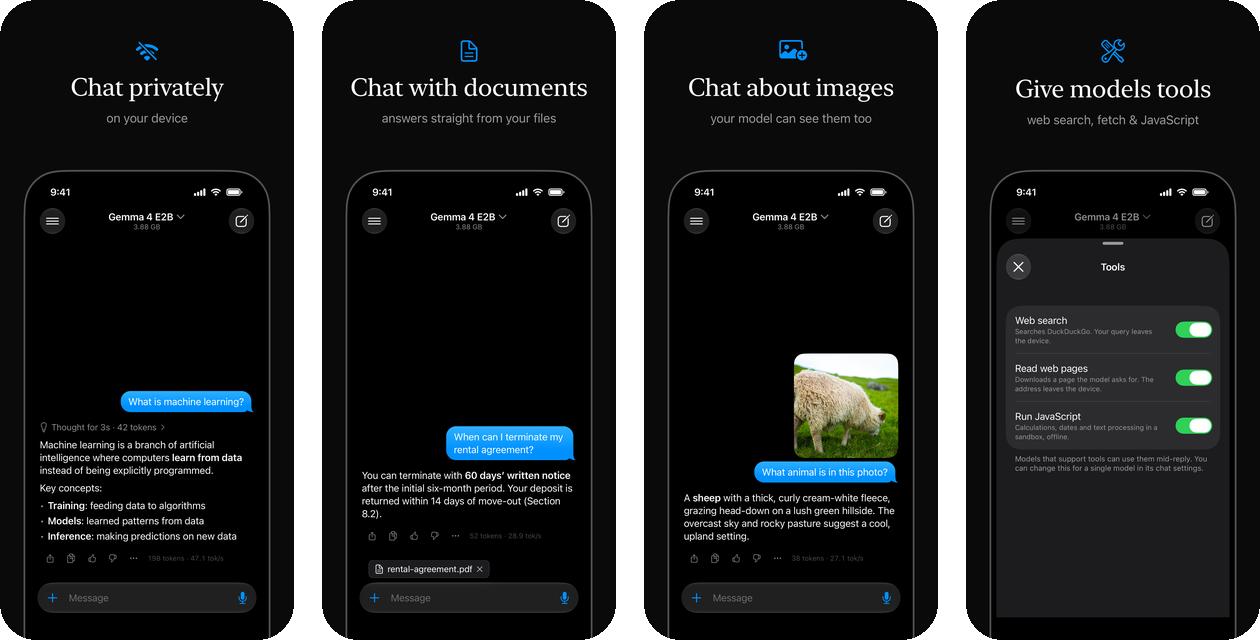 Chat privately
on your device
9:41
Gemma 4 E2B
3.88 GB
What is machine learning?
Thought for 3s · 42 tokens
Machine learning is a branch of artificial
intelligence where computers learn from data
instead of being explicitly programmed.
Key concepts:
• Training: feeding data to algorithms
• Models: learned patterns from data
• Inference: making predictions on new data
198 tokens · 47.1 tok/s
Message
Chat with documents
answers straight from your files
9:41
Gemma 4 E2B
3.88 GB
When can I terminate my
rental agreement?
You can terminate with 60 days' written notice
after the initial six-month period. Your deposit is
returned within 14 days of move-out (Section
8.2).
52 tokens · 28.9 tok/s
rental-agreement.pdf
Message
Chat about images
your model can see them too
9:41
Gemma 4 E2B
3.88 GB
What animal is in this photo?
A sheep with a thick, curly cream-white fleece,
grazing head-down on a lush green hillside. The
overcast sky and rocky pasture suggest a cool,
upland setting.
38 tokens · 27.1 tok/s
Message
Give models tools
web search, fetch & JavaScript
9:41
Gemma 4 E2B
3.88 GB
Tools
Web search
Searches DuckDuckGo. Your query leaves
the device.
Read web pages
Downloads a page the model asks for. The
address leaves the device.
Run JavaScript
Calculations, dates and text processing in a
sandbox, offline.
Models that support tools can use them mid-reply. You
can change this for a single model in its chat settings.